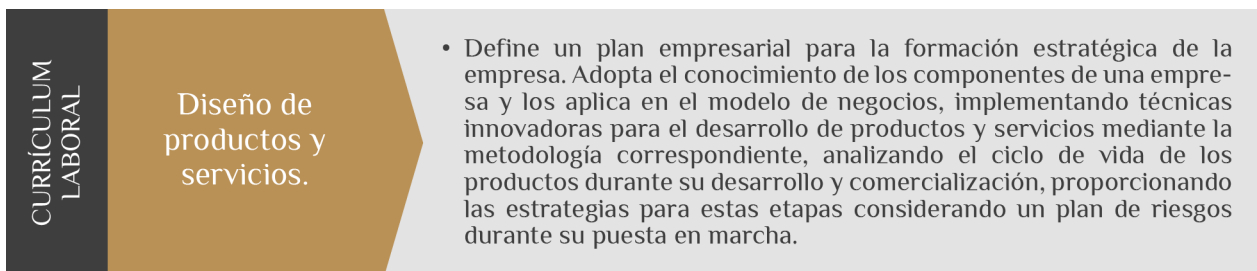 CURRÍCULUM
LABORAL
Diseño de
productos y
servicios.
• Define un plan empresarial para la formación estratégica de la
empresa. Adopta el conocimiento de los componentes de una empre-
sa y los aplica en el modelo de negocios, implementando técnicas
innovadoras para el desarrollo de productos y servicios mediante la
metodología correspondiente, analizando el ciclo de vida de los
productos durante su desarrollo y comercialización, proporcionando
las estrategias para estas etapas considerando un plan de riesgos
durante su puesta en marcha.